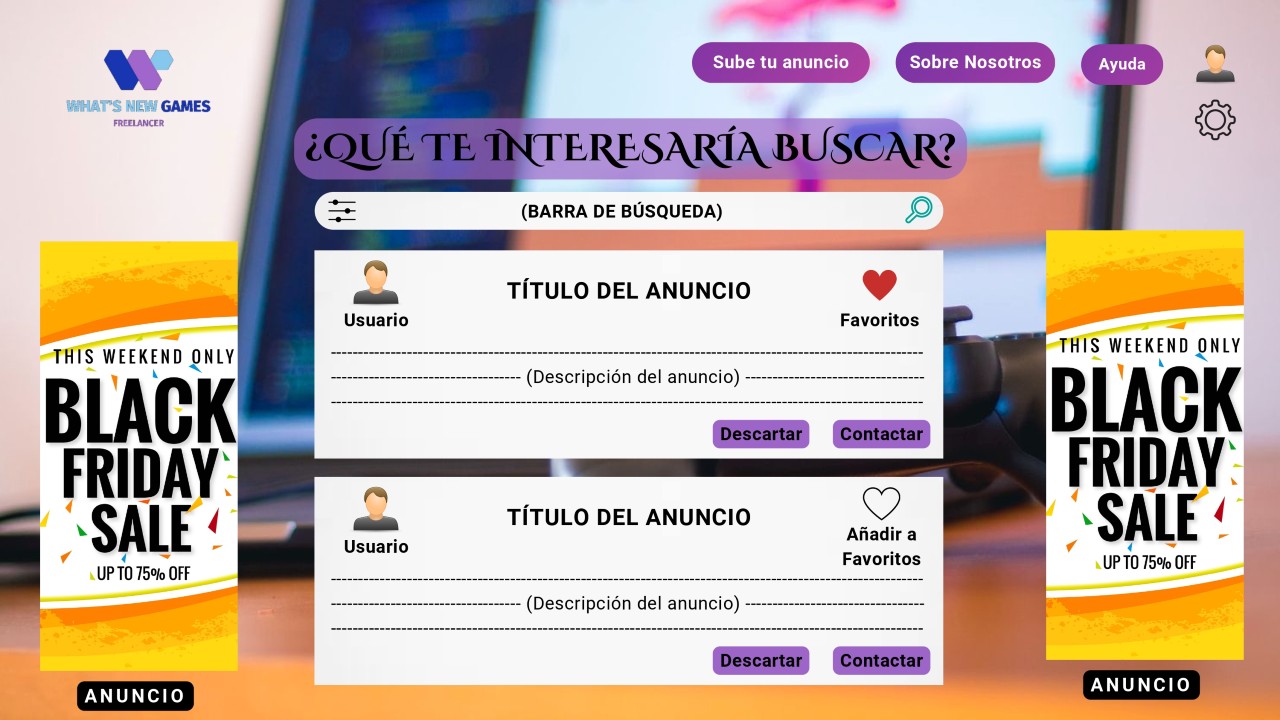 WHAT'S NEW GAMES
FREELANCER
Sube tu anuncio
Sobre Nosotros
Ayuda
¿QUÉ TE INTERESARÍA BUSCAR?
(BARRA DE BÚSQUEDA)
THIS WEEKEND ONLY
BLACK
FRIDAY
SALE
UP TO 75% OFF
ANUNCIO
TÍTULO DEL ANUNCIO
Usuario
Favoritos
(Descripción del anuncio)
Descartar
Contactar
TÍTULO DEL ANUNCIO
Usuario
Añadir a
Favoritos
(Descripción del anuncio)
Descartar
Contactar
THIS WEEKEND ONLY
BLACK
FRIDAY
SALE
UP TO 75% OFF
ANUNCIO